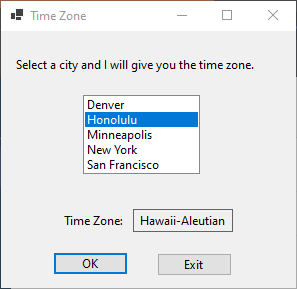 Time Zone
Select a city and I will give you the time zone.
Denver
Honolulu
Minneapolis
New York
San Francisco
Time Zone: Hawaii-Aleutian
OK Exit